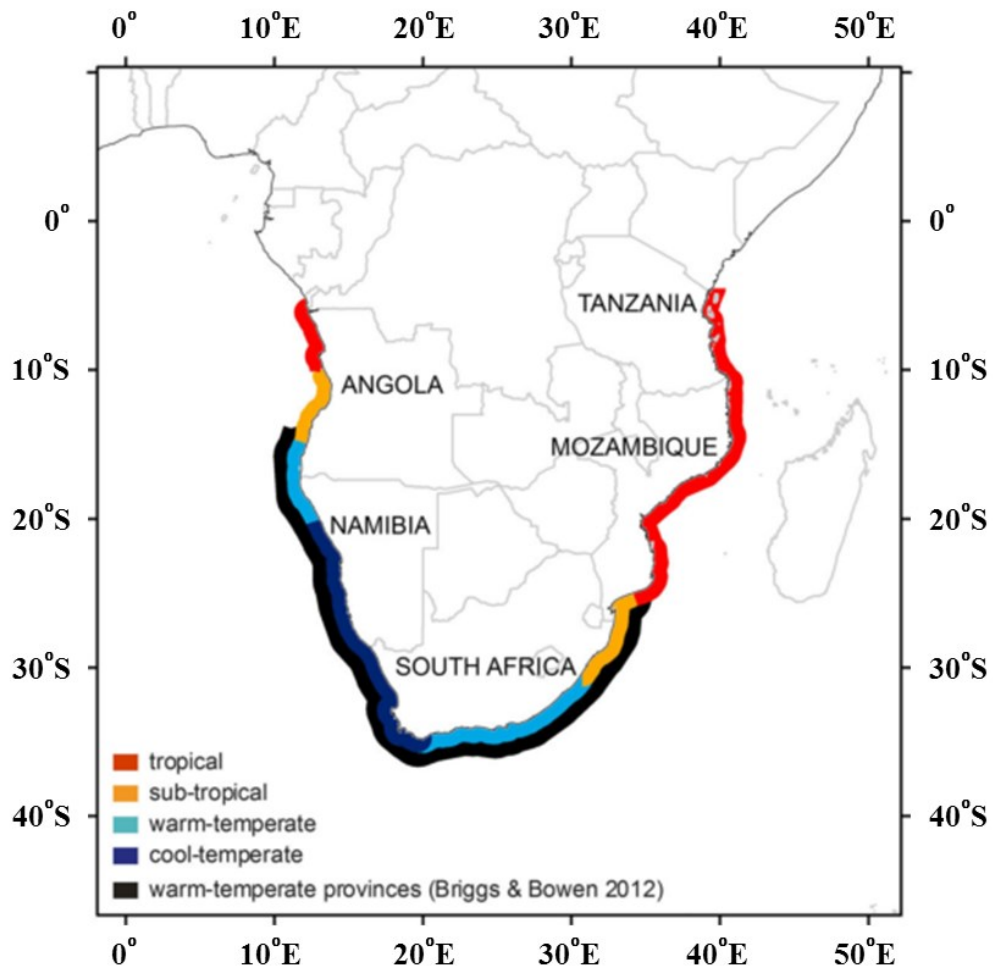 0° 10°E 20°E 30°E 40°E 50°E
0° 0°
TANZANIA
10°S 10°S
ANGOLA
MOZAMBIQUE
20°S 20°S
NAMIBIA
30°S 30°S
SOUTH AFRICA
tropical
sub-tropical
40°S 40°S
warm-temperate
cool-temperate
warm-temperate provinces (Briggs & Bowen 2012)
0° 10°E 20°E 30°E 40°E 50°E